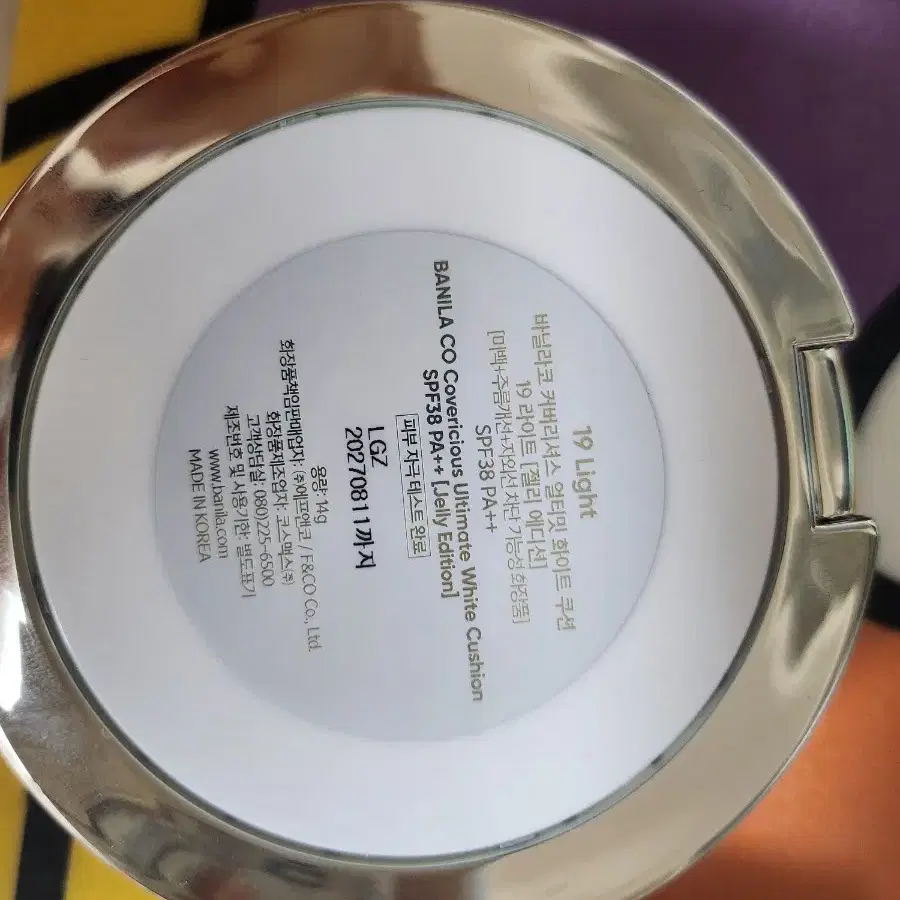 19 Light
바닐라코 커버리셔스 얼티밋 화이트 쿠션
19 라이트 [젤리 에디션]
[미백+주름개선+자외선 차단 기능성 화장품]
SPF38 PA++
BANILA CO Covericious Ultimate White Cushion
SPF38 PA++ [Jelly Edition]
피부 자극 테스트 완료
LGZ
20270811까지
용량: 14g
화장품책임판매업자: (주)에프앤코 / F&CO Co., Ltd.
화장품제조업자: 코스맥스(주)
고객상담실: 080)225-6500
제조번호 및 사용기한: 별도표기
www.banila.com
MADE IN KOREA